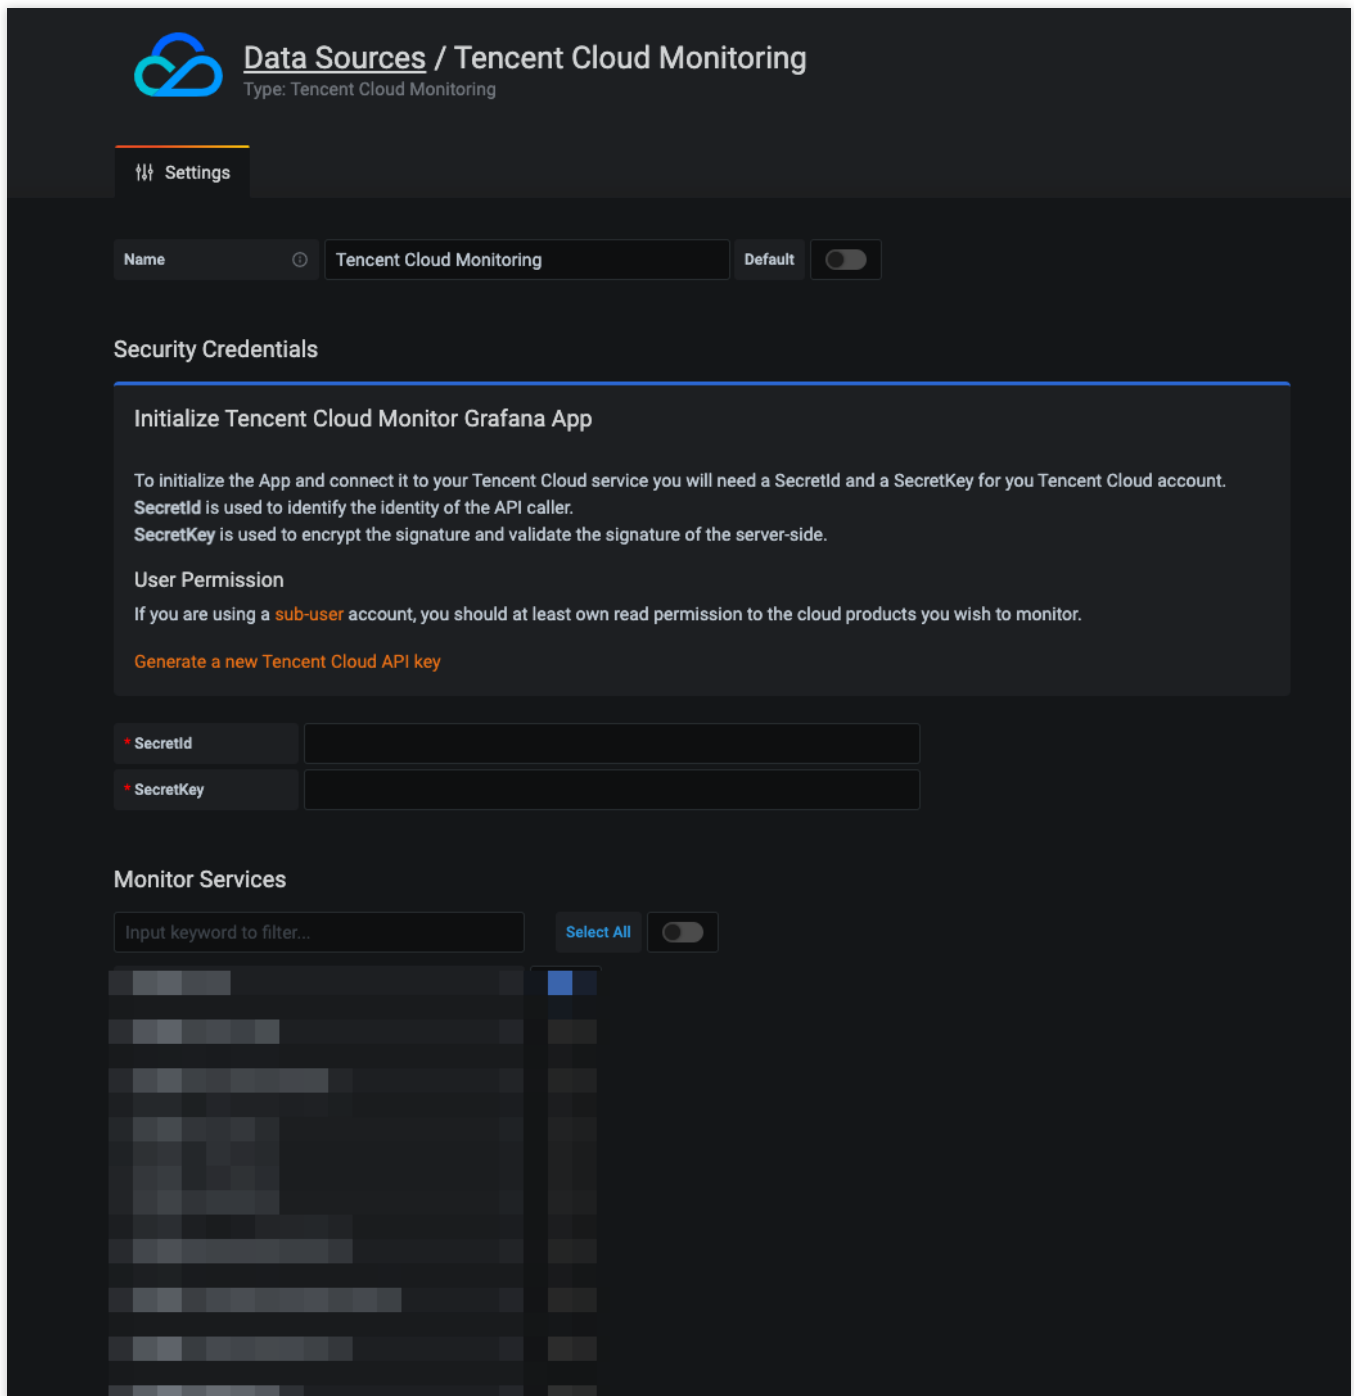 Data Sources / Tencent Cloud Monitoring
Type: Tencent Cloud Monitoring
Settings
Name
Tencent Cloud Monitoring
Default
Security Credentials
Initialize Tencent Cloud Monitor Grafana App
To initialize the App and connect it to your Tencent Cloud service you will need a SecretId and a SecretKey for you Tencent Cloud account.
SecretId is used to identify the identity of the API caller.
SecretKey is used to encrypt the signature and validate the signature of the server-side.
User Permission
If you are using a sub-user account, you should at least own read permission to the cloud products you wish to monitor.
Generate a new Tencent Cloud API key
* SecretId
* SecretKey
Monitor Services
Input keyword to filter...
Select All